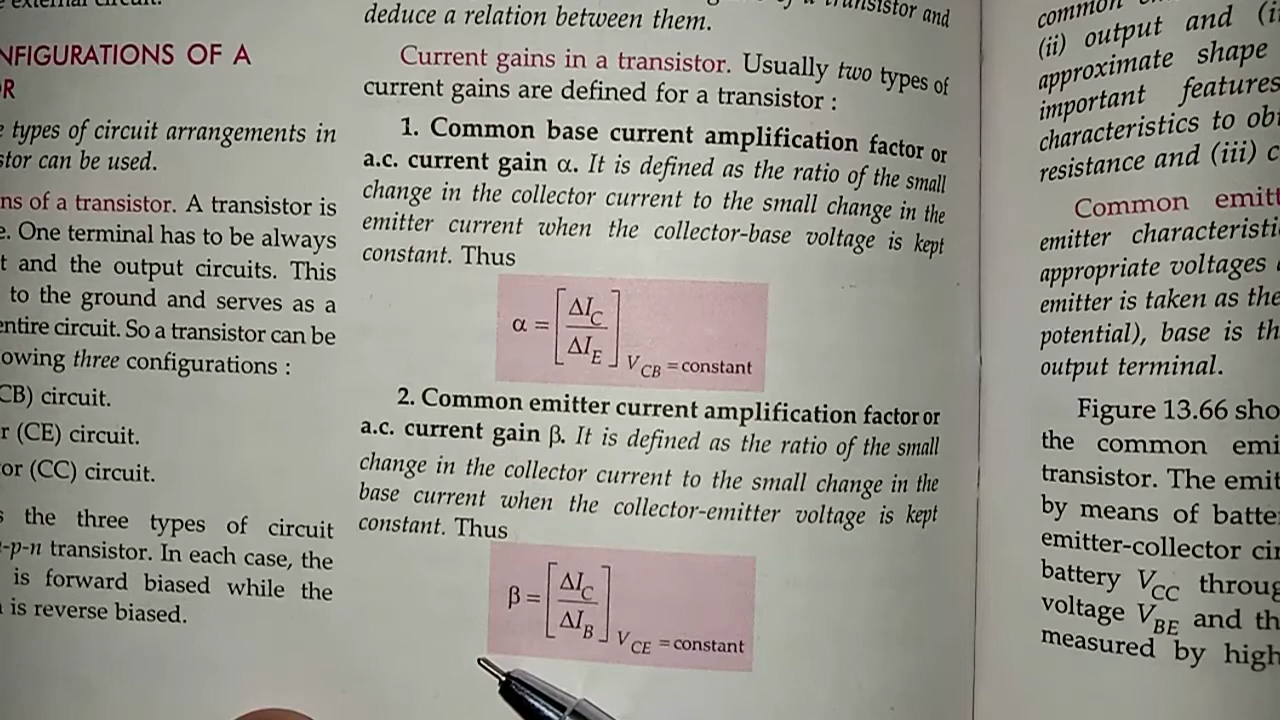 NFIGURATIONS OF A
R
types of circuit arrangements in
stor can be used.
ns of a transistor. A transistor is
e. One terminal has to be always
t and the output circuits. This
to the ground and serves as a
entire circuit. So a transistor can be
owing three configurations :
CB) circuit.
r (CE) circuit.
or (CC) circuit.
s the three types of circuit
-p-n transistor. In each case, the
is forward biased while the
is reverse biased.
transistor and
deduce a relation between them.
Current gains in a transistor. Usually two types of
current gains are defined for a transistor :
1. Common base current amplification factor or
a.c. current gain α. It is defined as the ratio of the small
change in the collector current to the small change in the
emitter current when the collector-base voltage is kept
constant. Thus
α = [ΔI_C / ΔI_E] V_CB = constant
2. Common emitter current amplification factor or
a.c. current gain β. It is defined as the ratio of the small
change in the collector current to the small change in the
base current when the collector-emitter voltage is kept
constant. Thus
β = [ΔI_C / ΔI_B] V_CE = constant
common
(ii) output and
approximate shape
important features
characteristics to ob
resistance and (iii) c
Common emitt
emitter characteristi
appropriate voltages
emitter is taken as the
potential), base is th
output terminal.
Figure 13.66 sho
the common emi
transistor. The emit
by means of batte
emitter-collector cir
battery V_CC throug
voltage V_BE and th
measured by high